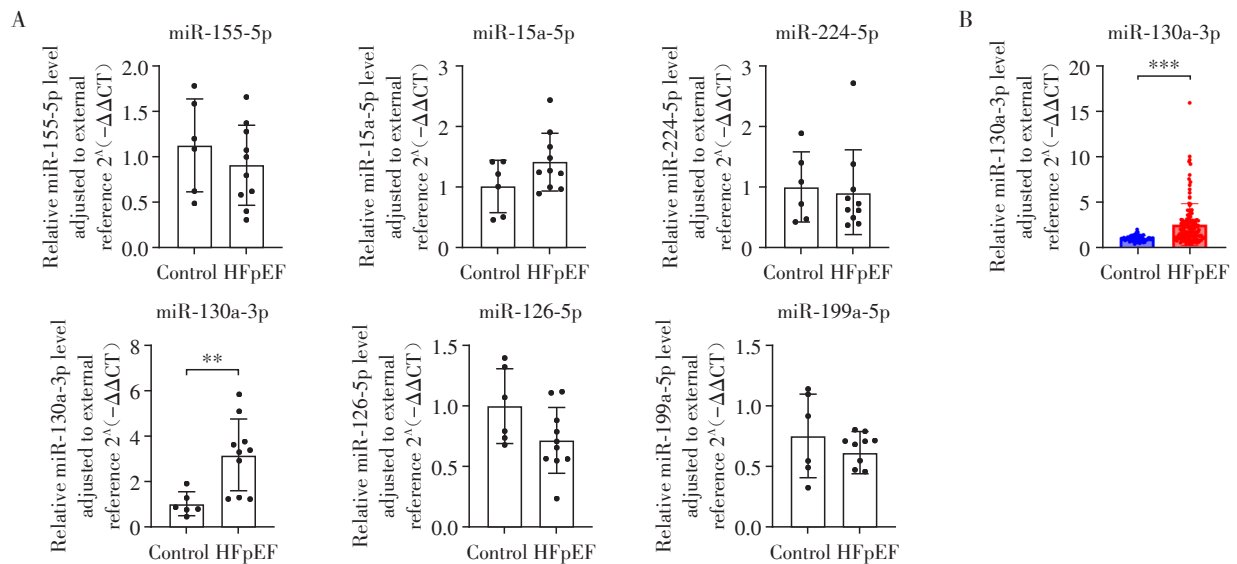 A
miR-155-5p
Relative miR-155-5p level
adjusted to external
reference 2^(−ΔΔCT)
2.0
1.5
1.0
0.5
0.0
Control HFpEF
miR-15a-5p
Relative miR-15a-5p level
adjusted to external
reference 2^(−ΔΔCT)
3
2
1
0
Control HFpEF
miR-224-5p
Relative miR-224-5p level
adjusted to external
reference 2^(−ΔΔCT)
3
2
1
0
Control HFpEF
B
miR-130a-3p
Relative miR-130a-3p level
adjusted to external
reference 2^(−ΔΔCT)
20
15
10
5
0
***
Control HFpEF
miR-130a-3p
Relative miR-130a-3p level
adjusted to external
reference 2^(−ΔΔCT)
8
6
4
2
0
**
Control HFpEF
miR-126-5p
Relative miR-126-5p level
adjusted to external
reference 2^(−ΔΔCT)
1.5
1.0
0.5
0.0
Control HFpEF
miR-199a-5p
Relative miR-199a-5p level
adjusted to external
reference 2^(−ΔΔCT)
1.5
1.0
0.5
0.0
Control HFpEF